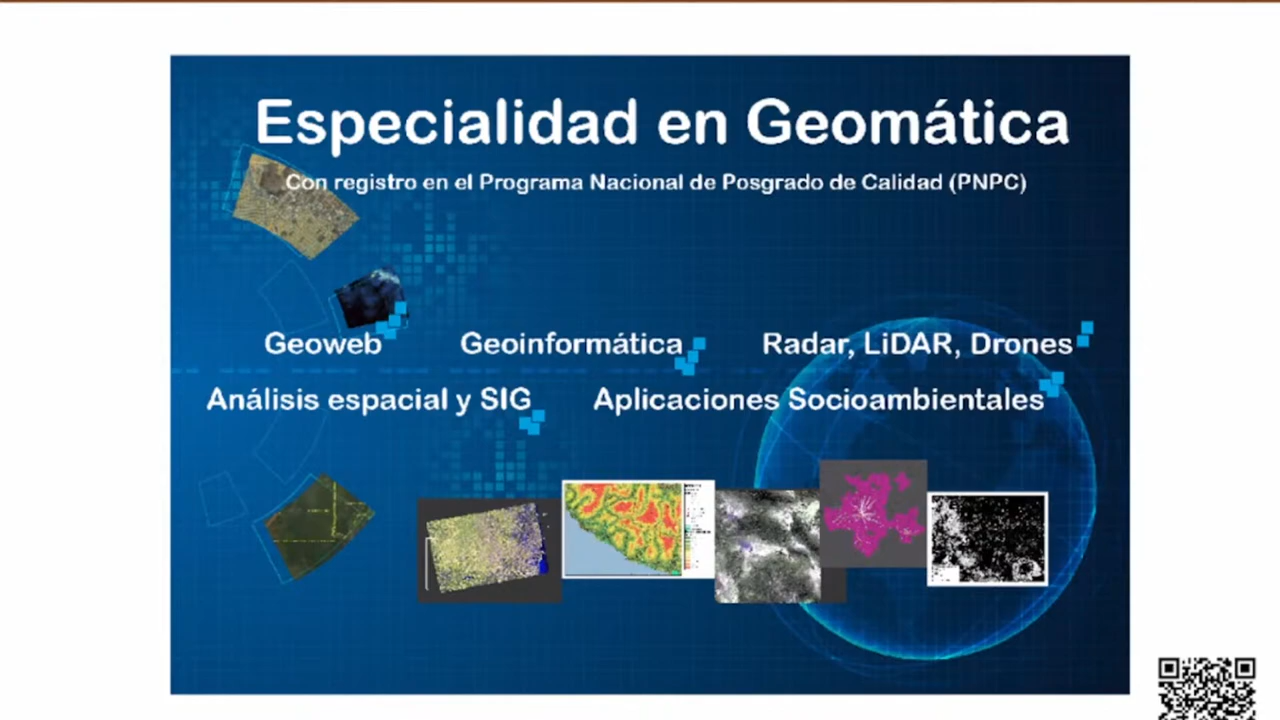 Especialidad en Geomática
Con registro en el Programa Nacional de Posgrado de Calidad (PNPC)
Geoweb Geoinformática Radar, LiDAR, Drones
Análisis espacial y SIG Aplicaciones Socioambientales